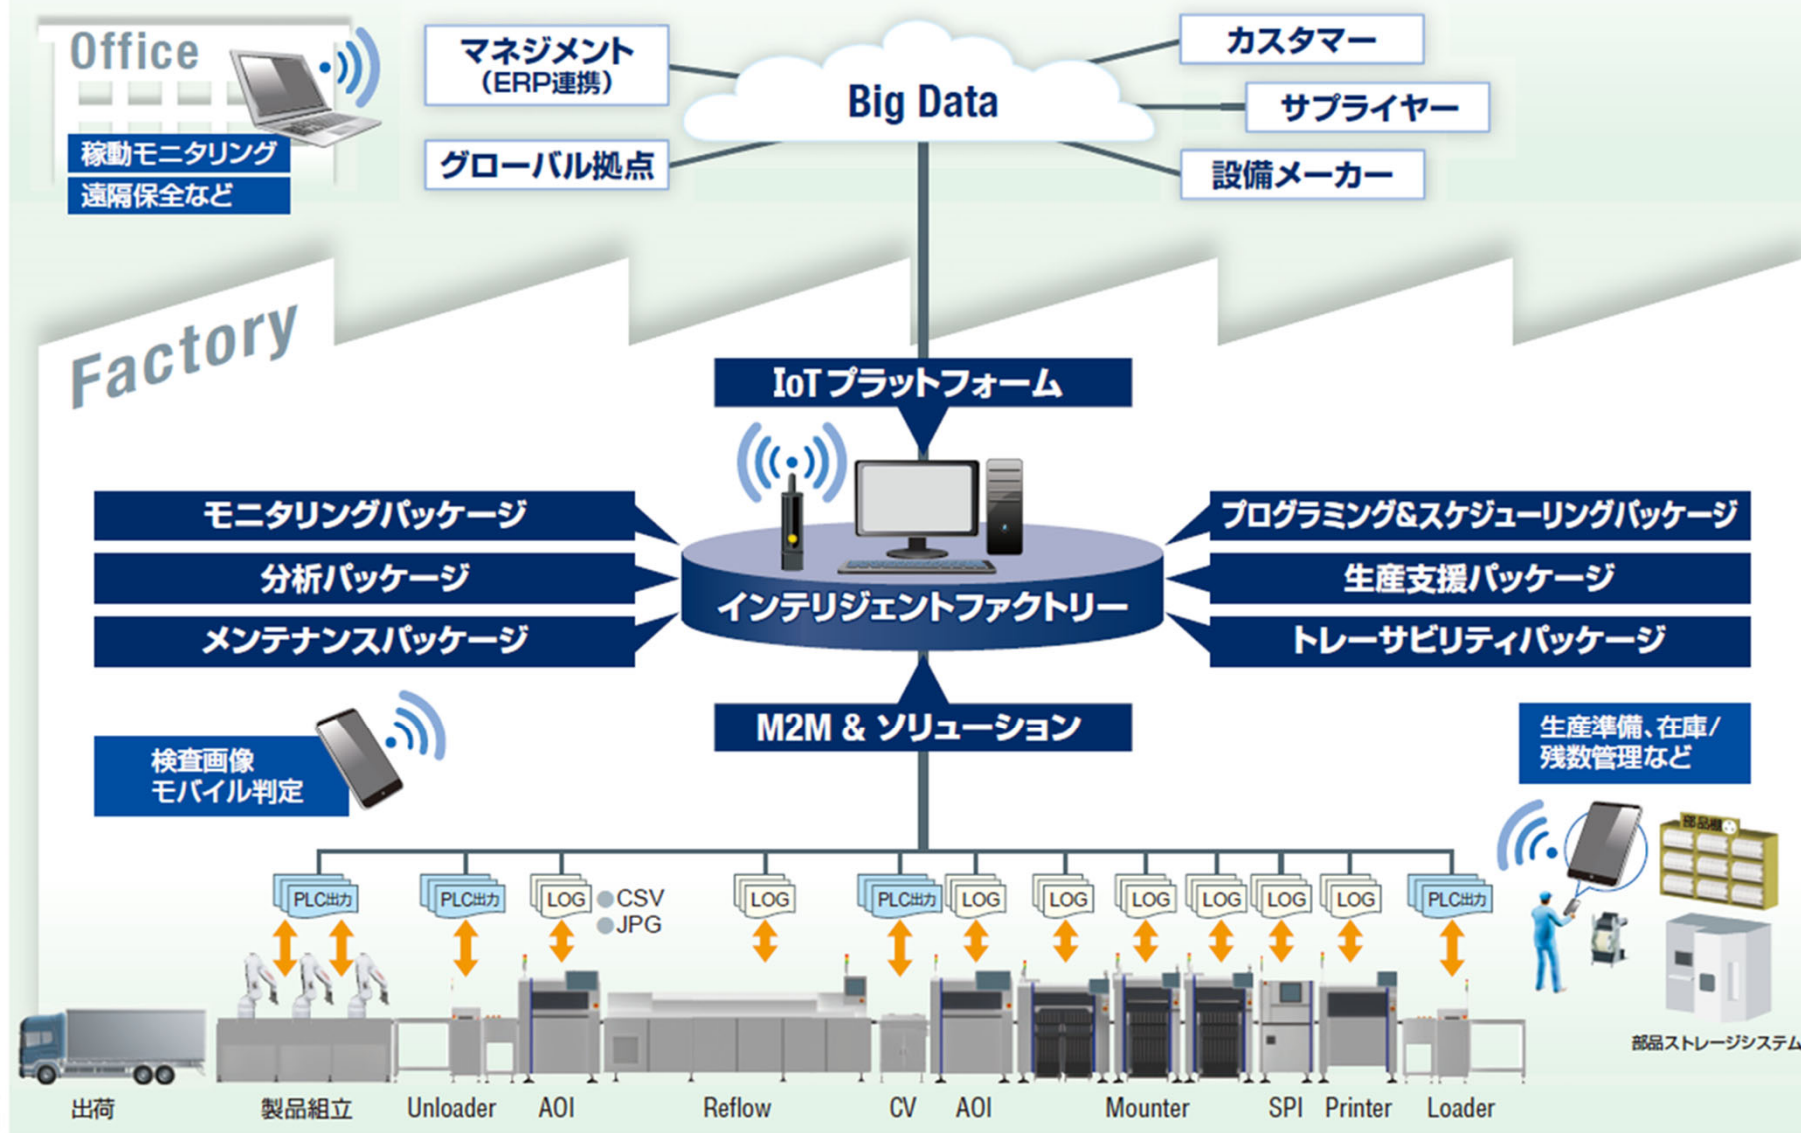 Office
稼動モニタリング
遠隔保全など
マネジメント
（ERP連携）
グローバル拠点
Big Data
カスタマー
サプライヤー
設備メーカー
Factory
IoTプラットフォーム
モニタリングパッケージ
分析パッケージ
メンテナンスパッケージ
インテリジェントファクトリー
プログラミング&スケジューリングパッケージ
生産支援パッケージ
トレーサビリティパッケージ
M2M & ソリューション
検査画像
モバイル判定
生産準備、在庫/
残数管理など
部品棚
PLC出力
PLC出力
LOG
CSV
JPG
LOG
PLC出力
LOG
LOG
LOG
LOG
LOG
LOG
PLC出力
部品ストレージシステム
出荷
製品組立
Unloader
AOI
Reflow
CV
AOI
Mounter
SPI
Printer
Loader